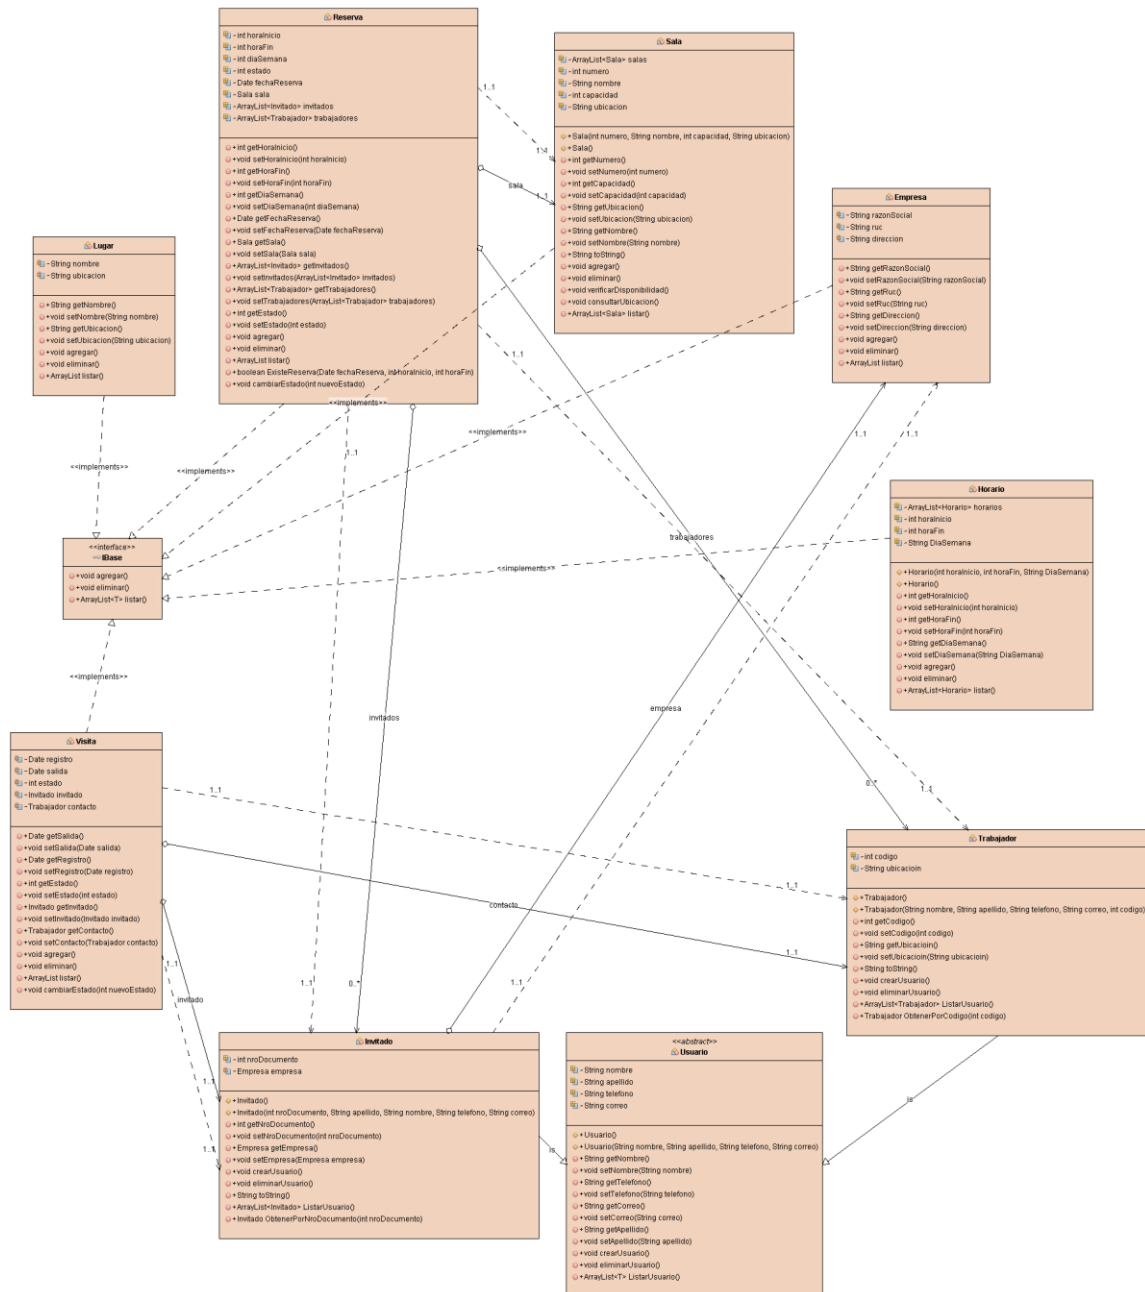 Reserva
-int horaInicio
-int horaFin
-int diaSemana
-int estado
-Date fechaReserva
-Sala sala
-ArrayList<Invitado> invitados
-ArrayList<Trabajador> trabajadores
+int getHoraInicio()
+void setHoraInicio(int horaInicio)
+int getHoraFin()
+void setHoraFin(int horaFin)
+int getDiaSemana()
+void setDiaSemana(int diaSemana)
+Date getFechaReserva()
+void setFechaReserva(Date fechaReserva)
+Sala getSala()
+void setSala(Sala sala)
+ArrayList<Invitado> getInvitados()
+void setInvitados(ArrayList<Invitado> invitados)
+ArrayList<Trabajador> getTrabajadores()
+void setTrabajadores(ArrayList<Trabajador> trabajadores)
+int getEstado()
+void setEstado(int estado)
+void agregar()
+void eliminar()
+ArrayList listar()
+boolean ExisteReserva(Date fechaReserva, int horaInicio, int horaFin)
+void cambiarEstado(int nuevoEstado)
Sala
-ArrayList<Sala> salas
-int numero
-String nombre
-int capacidad
-String ubicacion
+Sala(int numero, String nombre, int capacidad, String ubicacion)
+Sala()
+int getNumero()
+void setNumero(int numero)
+int getCapacidad()
+void setCapacidad(int capacidad)
+String getUbicacion()
+void setUbicacion(String ubicacion)
+String getNombre()
+void setNombre(String nombre)
+String toString()
+void agregar()
+void eliminar()
+void verificarDisponibilidad()
+void consultarUbicacion()
+ArrayList<Sala> listar()
1..1
1..1
sala
1..1
Empresa
-String razonSocial
-String ruc
-String direccion
+String getRazonSocial()
+void setRazonSocial(String razonSocial)
+String getRuc()
+void setRuc(String ruc)
+String getDireccion()
+void setDireccion(String direccion)
+void agregar()
+void eliminar()
+ArrayList listar()
Lugar
-String nombre
-String ubicacion
+String getNombre()
+void setNombre(String nombre)
+String getUbicacion()
+void setUbicacion(String ubicacion)
+void agregar()
+void eliminar()
+ArrayList listar()
1..1
<<implements>>
<<implements>>
1..1
1..1
1..1
<<implements>>
<<implements>>
Horario
-ArrayList<Horario> horarios
-int horaInicio
-int horaFin
-String DiaSemana
+Horario(int horaInicio, int horaFin, String DiaSemana)
+Horario()
+int getHoraInicio()
+void setHoraInicio(int horaInicio)
+int getHoraFin()
+void setHoraFin(int horaFin)
+String getDiaSemana()
+void setDiaSemana(String DiaSemana)
+void agregar()
+void eliminar()
+ArrayList<Horario> listar()
<<interface>>
IBase
+void agregar()
+void eliminar()
+ArrayList<T> listar()
trabajadores
<<implements>>
<<implements>>
empresa
invitados
Visita
-Date registro
-Date salida
-int estado
-Invitado invitado
-Trabajador contacto
+Date getSalida()
+void setSalida(Date salida)
+Date getRegistro()
+void setRegistro(Date registro)
+int getEstado()
+void setEstado(int estado)
+Invitado getInvitado()
+void setInvitado(Invitado invitado)
+Trabajador getContacto()
+void setContacto(Trabajador contacto)
+void agregar()
+void eliminar()
+ArrayList listar()
+void cambiarEstado(int nuevoEstado)
1..1
0..*
1..1
1..1
contacto
1..1
Trabajador
-int codigo
-String ubicacioin
+Trabajador()
+Trabajador(String nombre, String apellido, String telefono, String correo, int codigo)
+int getCodigo()
+void setCodigo(int codigo)
+String getUbicacioin()
+void setUbicacioin(String ubicacioin)
+String toString()
+void crearUsuario()
+void eliminarUsuario()
+ArrayList<Trabajador> ListarUsuario()
+Trabajador ObtenerPorCodigo(int codigo)
1..1
invitado
1..1
0..*
1..1
1..1
1..1
Invitado
-int nroDocumento
-Empresa empresa
+Invitado()
+Invitado(int nroDocumento, String apellido, String nombre, String telefono, String correo)
+int getNroDocumento()
+void setNroDocumento(int nroDocumento)
+Empresa getEmpresa()
+void setEmpresa(Empresa empresa)
+void crearUsuario()
+void eliminarUsuario()
+String toString()
+ArrayList<Invitado> ListarUsuario()
+Invitado ObtenerPorNroDocumento(int nroDocumento)
is
<<abstract>>
Usuario
-String nombre
-String apellido
-String telefono
-String correo
+Usuario()
+Usuario(String nombre, String apellido, String telefono, String correo)
+String getNombre()
+void setNombre(String nombre)
+String getTelefono()
+void setTelefono(String telefono)
+String getCorreo()
+void setCorreo(String correo)
+String getApellido()
+void setApellido(String apellido)
+void crearUsuario()
+void eliminarUsuario()
+ArrayList<T> ListarUsuario()
is